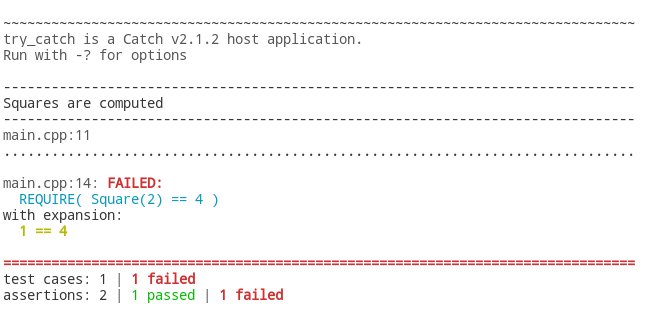 ~~~~~~~~~~~~~~~~~~~~~~~~~~~~~~~~~~~~~~~~~~~~~~~~~~~~~~~~~~~~~~~~~~~~~~~~~~~~~~~
try_catch is a Catch v2.1.2 host application.
Run with -? for options
-------------------------------------------------------------------------------
Squares are computed
-------------------------------------------------------------------------------
main.cpp:11
...............................................................................
main.cpp:14: FAILED:
  REQUIRE( Square(2) == 4 )
with expansion:
  1 == 4
===============================================================================
test cases: 1 | 1 failed
assertions: 2 | 1 passed | 1 failed